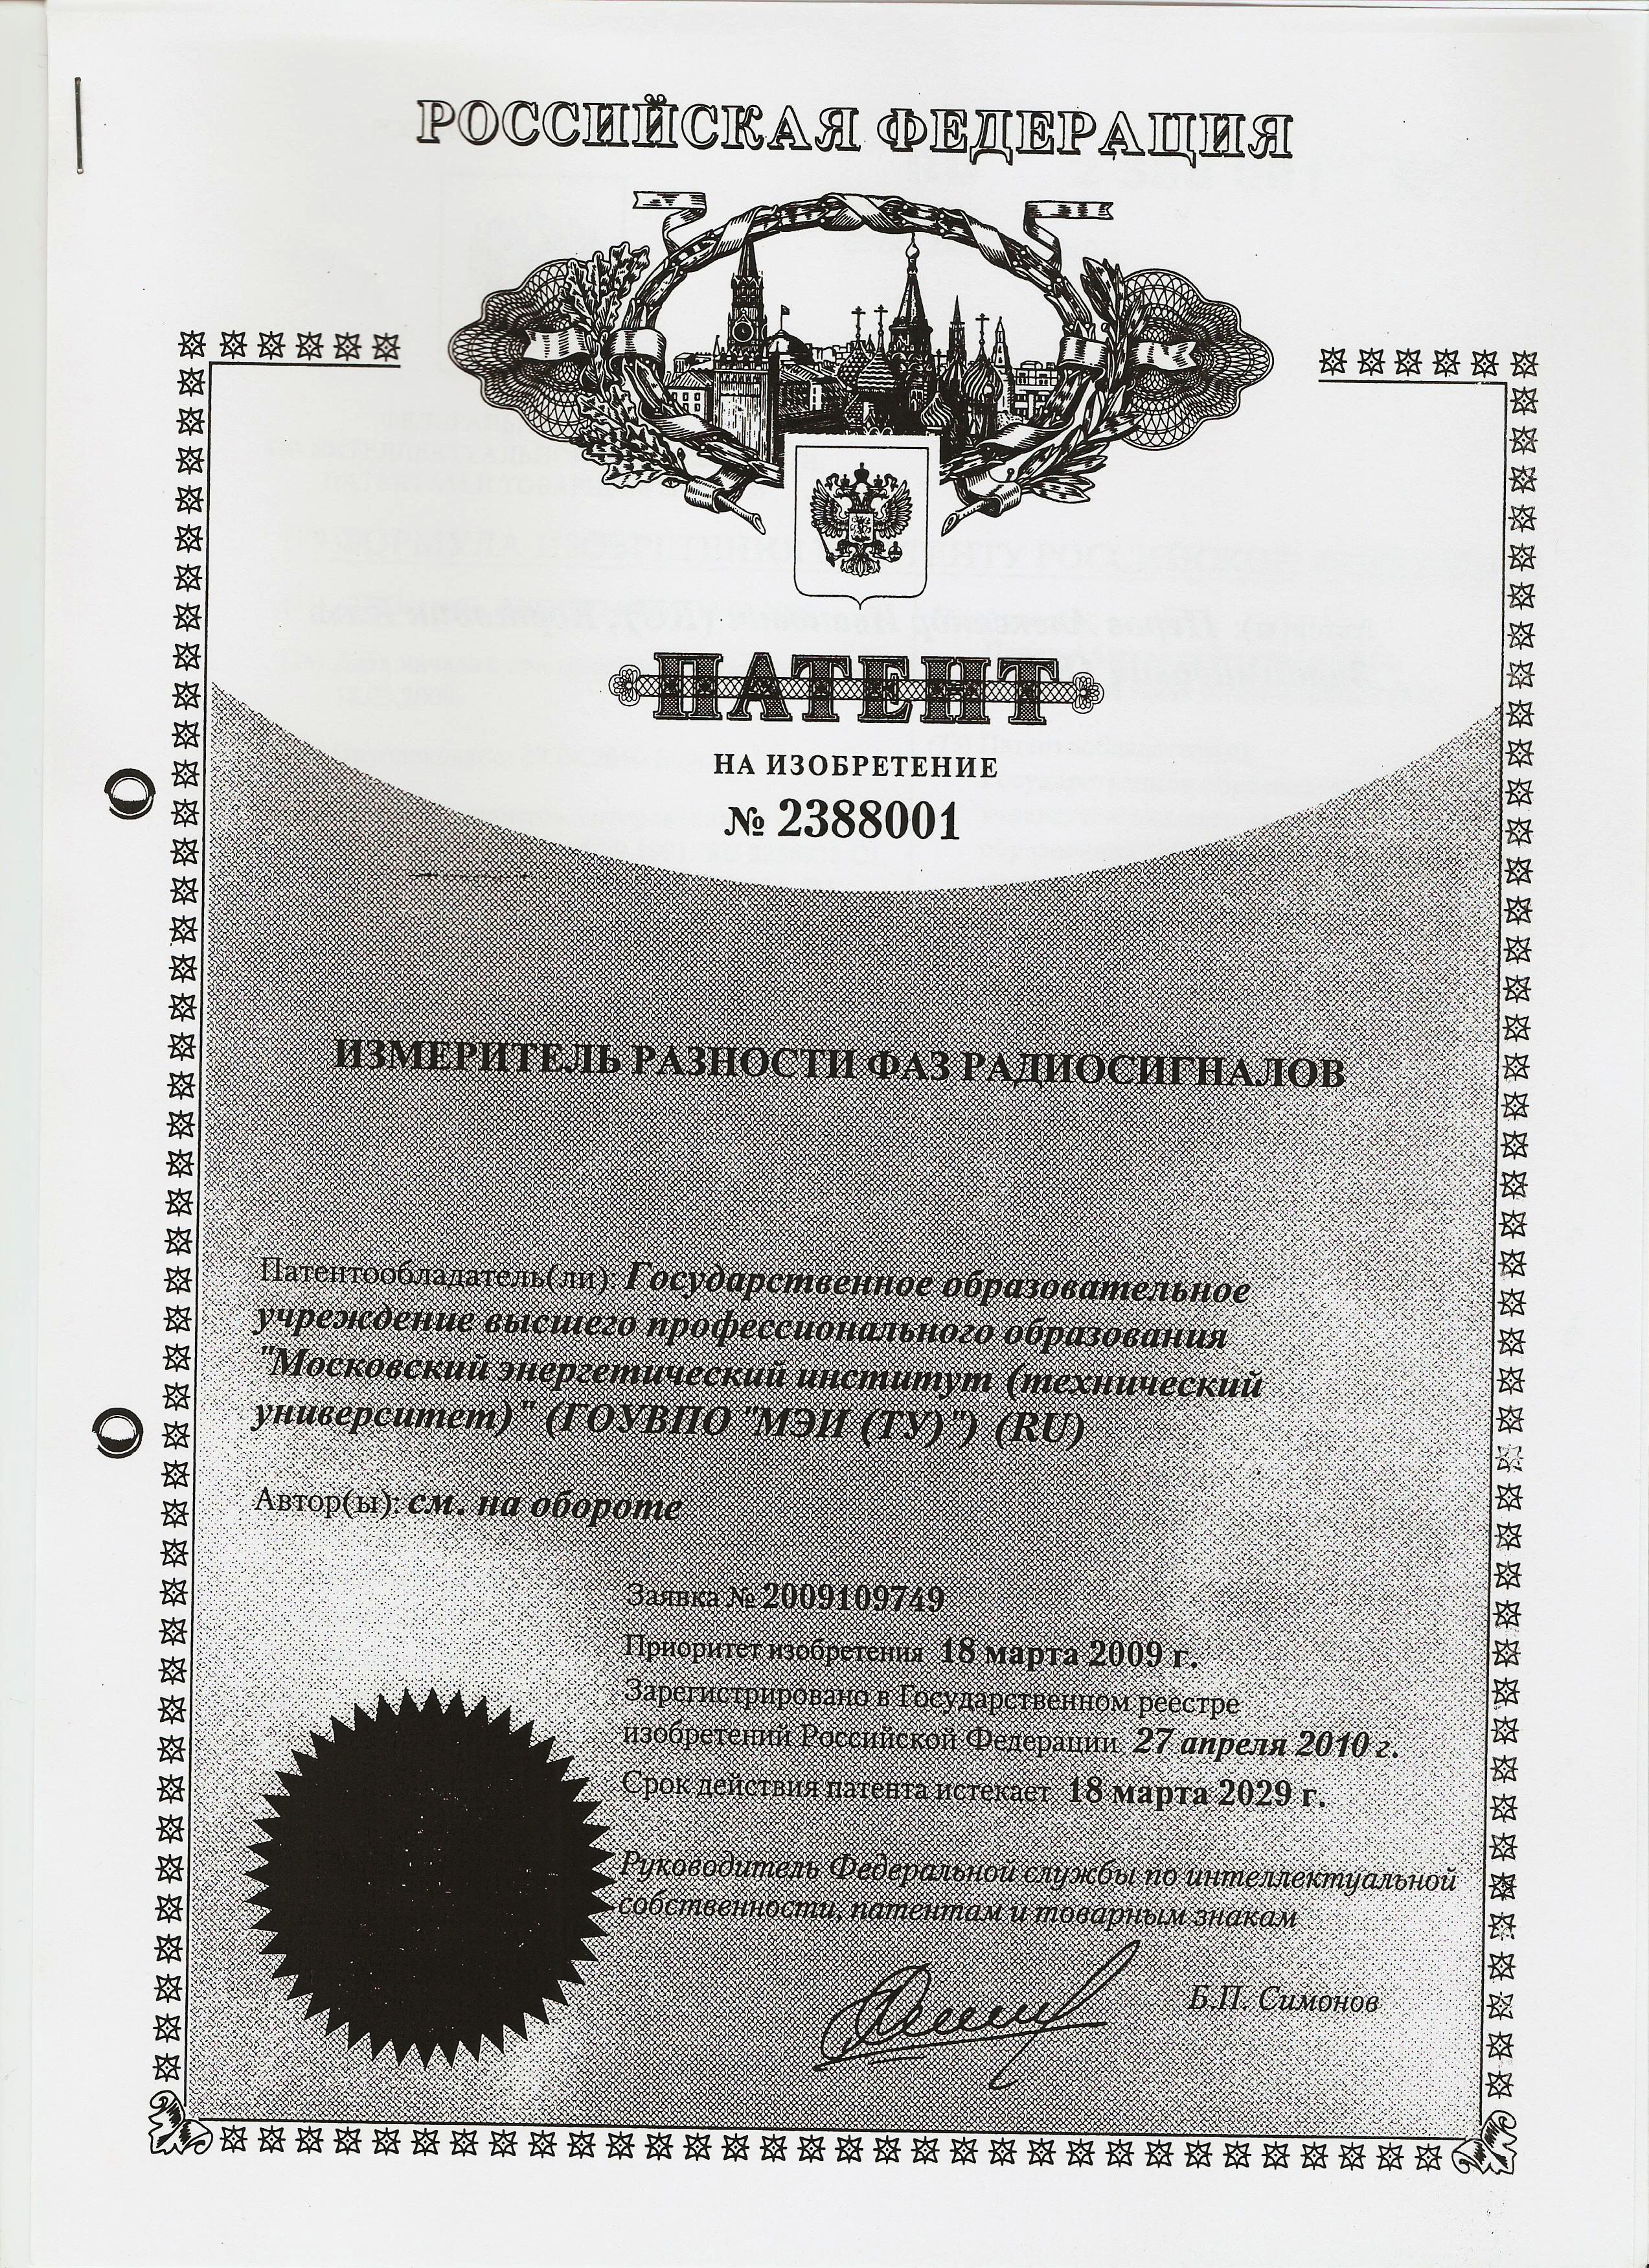 РОССИЙСКАЯ ФЕДЕРАЦИЯ
ПАТЕНТ
НА ИЗОБРЕТЕНИЕ
№ 2388001
ИЗМЕРИТЕЛЬ РАЗНОСТИ ФАЗ РАДИОСИГНАЛОВ
Патентообладатель(ли): Государственное образовательное
учреждение высшего профессионального образования
"Московский энергетический институт (технический
университет)" (ГОУВПО "МЭИ (ТУ)") (RU)
Автор(ы): см. на обороте
Заявка № 2009109749
Приоритет изобретения 18 марта 2009 г.
Зарегистрировано в Государственном реестре
изобретений Российской Федерации 27 апреля 2010 г.
Срок действия патента истекает 18 марта 2029 г.
Руководитель Федеральной службы по интеллектуальной
собственности, патентам и товарным знакам
Б.П. Симонов